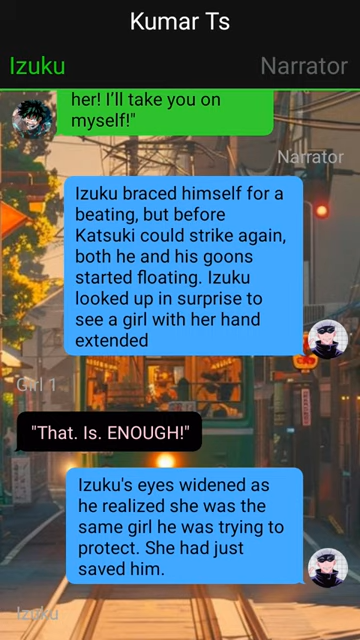 Kumar Ts
Izuku
Narrator
her! I'll take you on
myself!"
Narrator
Izuku braced himself for a
beating, but before
Katsuki could strike again,
both he and his goons
started floating. Izuku
looked up in surprise to
see a girl with her hand
extended
Girl 1
"That. Is. ENOUGH!"
Izuku's eyes widened as
he realized she was the
same girl he was trying to
protect. She had just
saved him.
Izuku